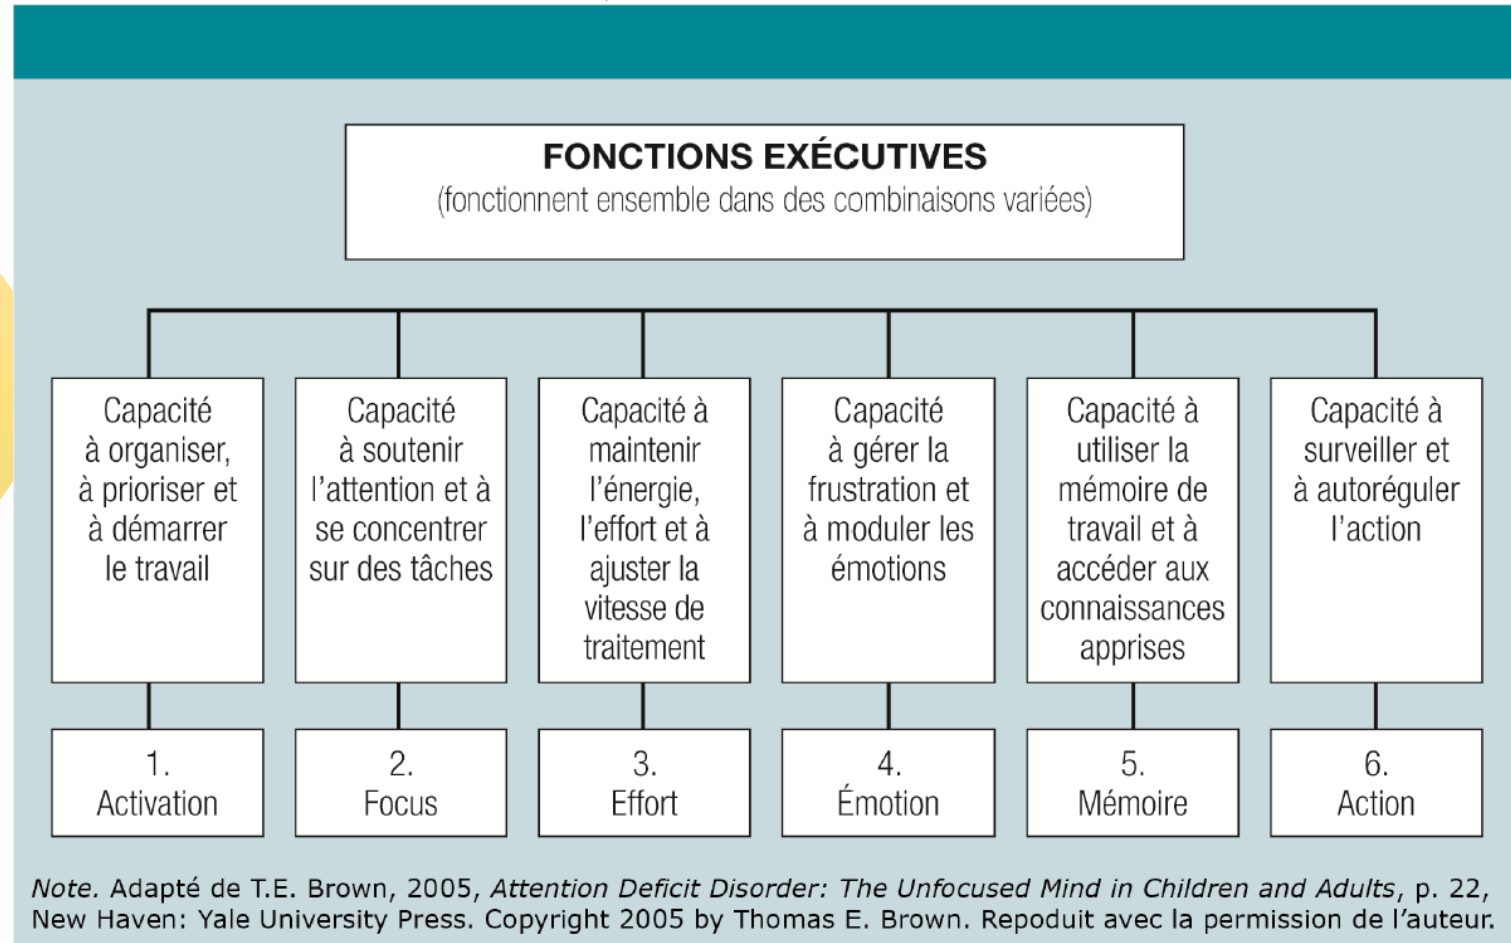 FONCTIONS EXÉCUTIVES
(fonctionnent ensemble dans des combinaisons variées)
Capacité
à organiser,
à prioriser et
à démarrer
le travail
Capacité
à soutenir
l’attention et à
se concentrer
sur des tâches
Capacité à
maintenir
l’énergie,
l’effort et à
ajuster la
vitesse de
traitement
Capacité
à gérer la
frustration et
à moduler les
émotions
Capacité à
utiliser la
mémoire de
travail et à
accéder aux
connaissances
apprises
Capacité à
surveiller et
à autoréguler
l’action
1.
Activation
2.
Focus
3.
Effort
4.
Émotion
5.
Mémoire
6.
Action
Note. Adapté de T.E. Brown, 2005, Attention Deficit Disorder: The Unfocused Mind in Children and Adults, p. 22,
New Haven: Yale University Press. Copyright 2005 by Thomas E. Brown. Repoduit avec la permission de l’auteur.